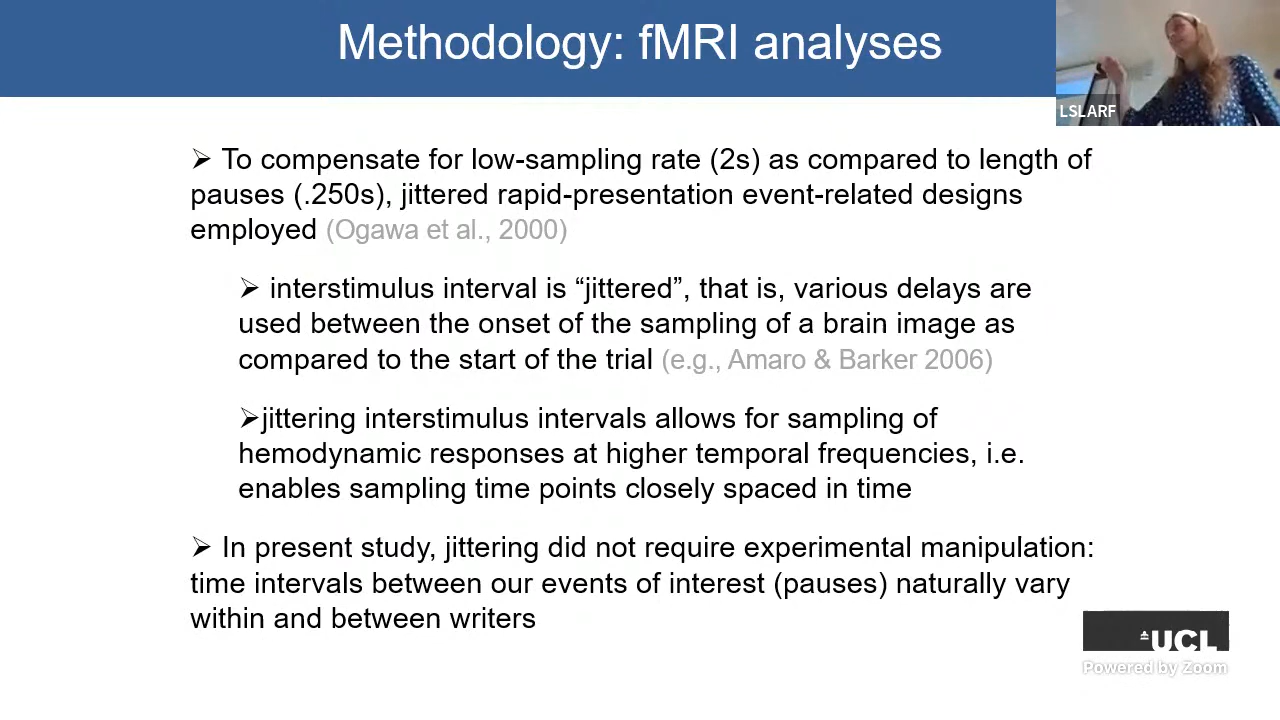 Methodology: fMRI analyses
LSLARF
➢ To compensate for low-sampling rate (2s) as compared to length of
pauses (.250s), jittered rapid-presentation event-related designs
employed (Ogawa et al., 2000)
➢ interstimulus interval is “jittered”, that is, various delays are
used between the onset of the sampling of a brain image as
compared to the start of the trial (e.g., Amaro & Barker 2006)
➢jittering interstimulus intervals allows for sampling of
hemodynamic responses at higher temporal frequencies, i.e.
enables sampling time points closely spaced in time
➢ In present study, jittering did not require experimental manipulation:
time intervals between our events of interest (pauses) naturally vary
within and between writers
UCL
Powered by Zoom